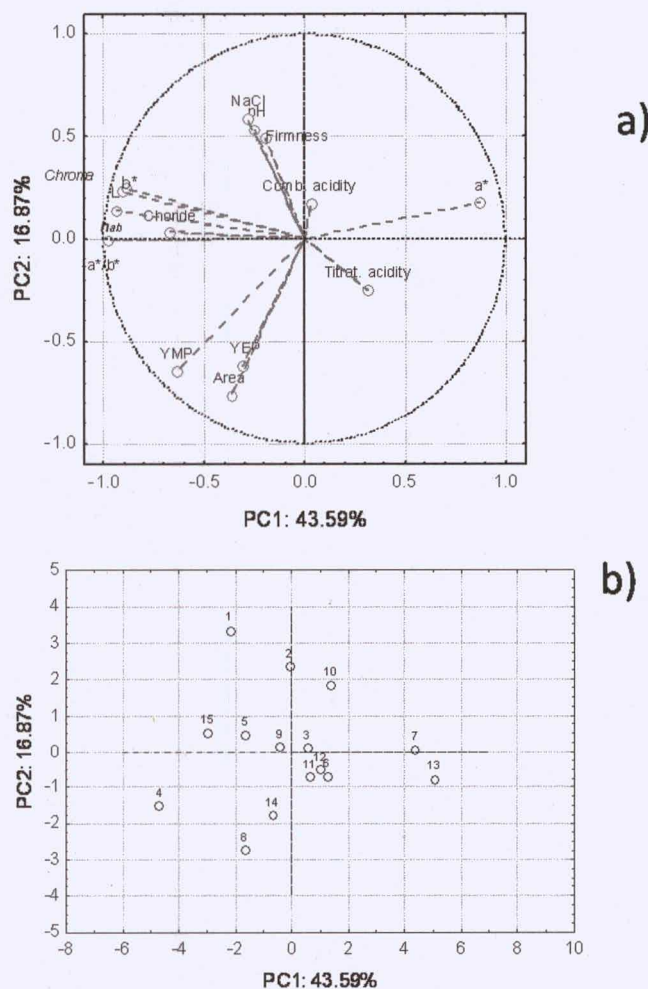 a)
1.0
NaCl
pH
0.5
Firmness
Chroma
b*
Comb. acidity
a*
L
Choride
PC2: 16.87%
0.0
hab
-a*/b*
Titrat. acidity
-0.5
YMP
YEP
Area
-1.0
-1.0 -0.5 0.0 0.5 1.0
PC1: 43.59%
b)
5
4
1
3
2
2
10
PC2: 16.87%
1
15 5 9 3 7
0
12
11 6 13
-1
4 14
-2
8
-3
-4
-5
-8 -6 -4 -2 0 2 4 6 8 10
PC1: 43.59%